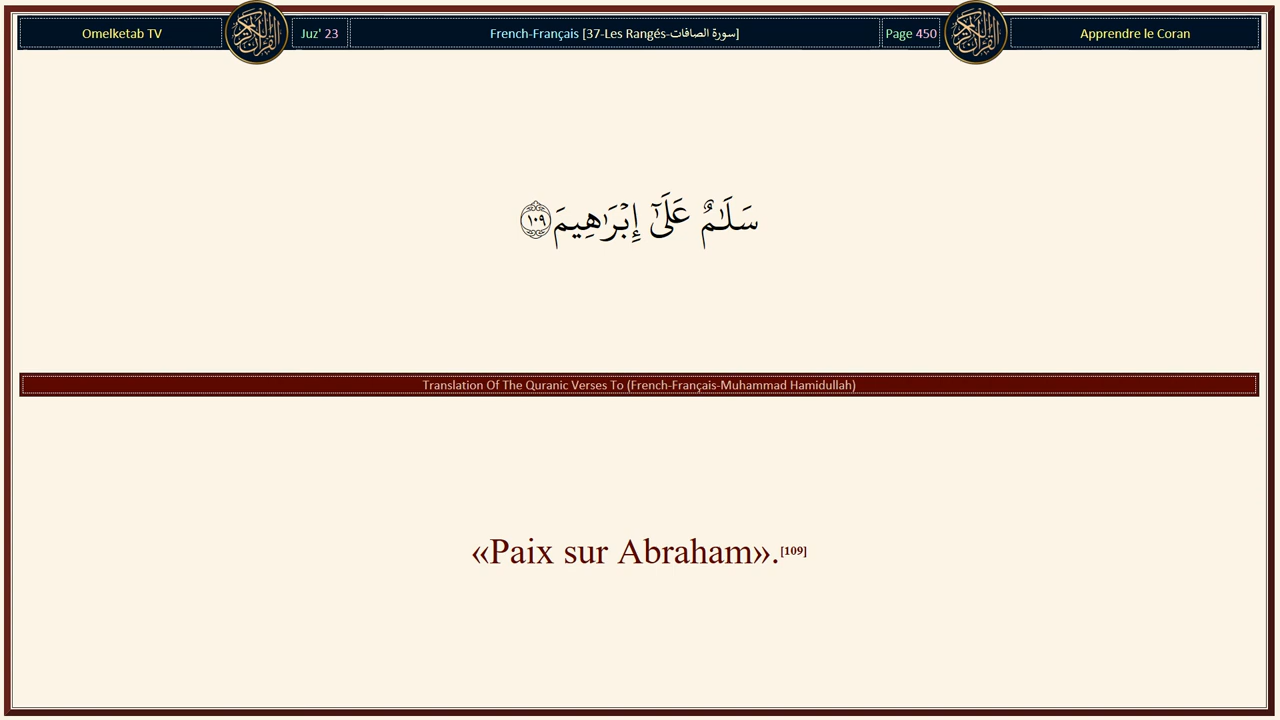 Omelketab TV
Juz' 23
French-Français [37-Les Rangés-سورة الصافات]
Page 450
Apprendre le Coran
سَلَـٰمٌ عَلَىٰٓ إِبْرَٰهِيمَ ١٠٩
Translation Of The Quranic Verses To (French-Français-Muhammad Hamidullah)
«Paix sur Abraham».[109]